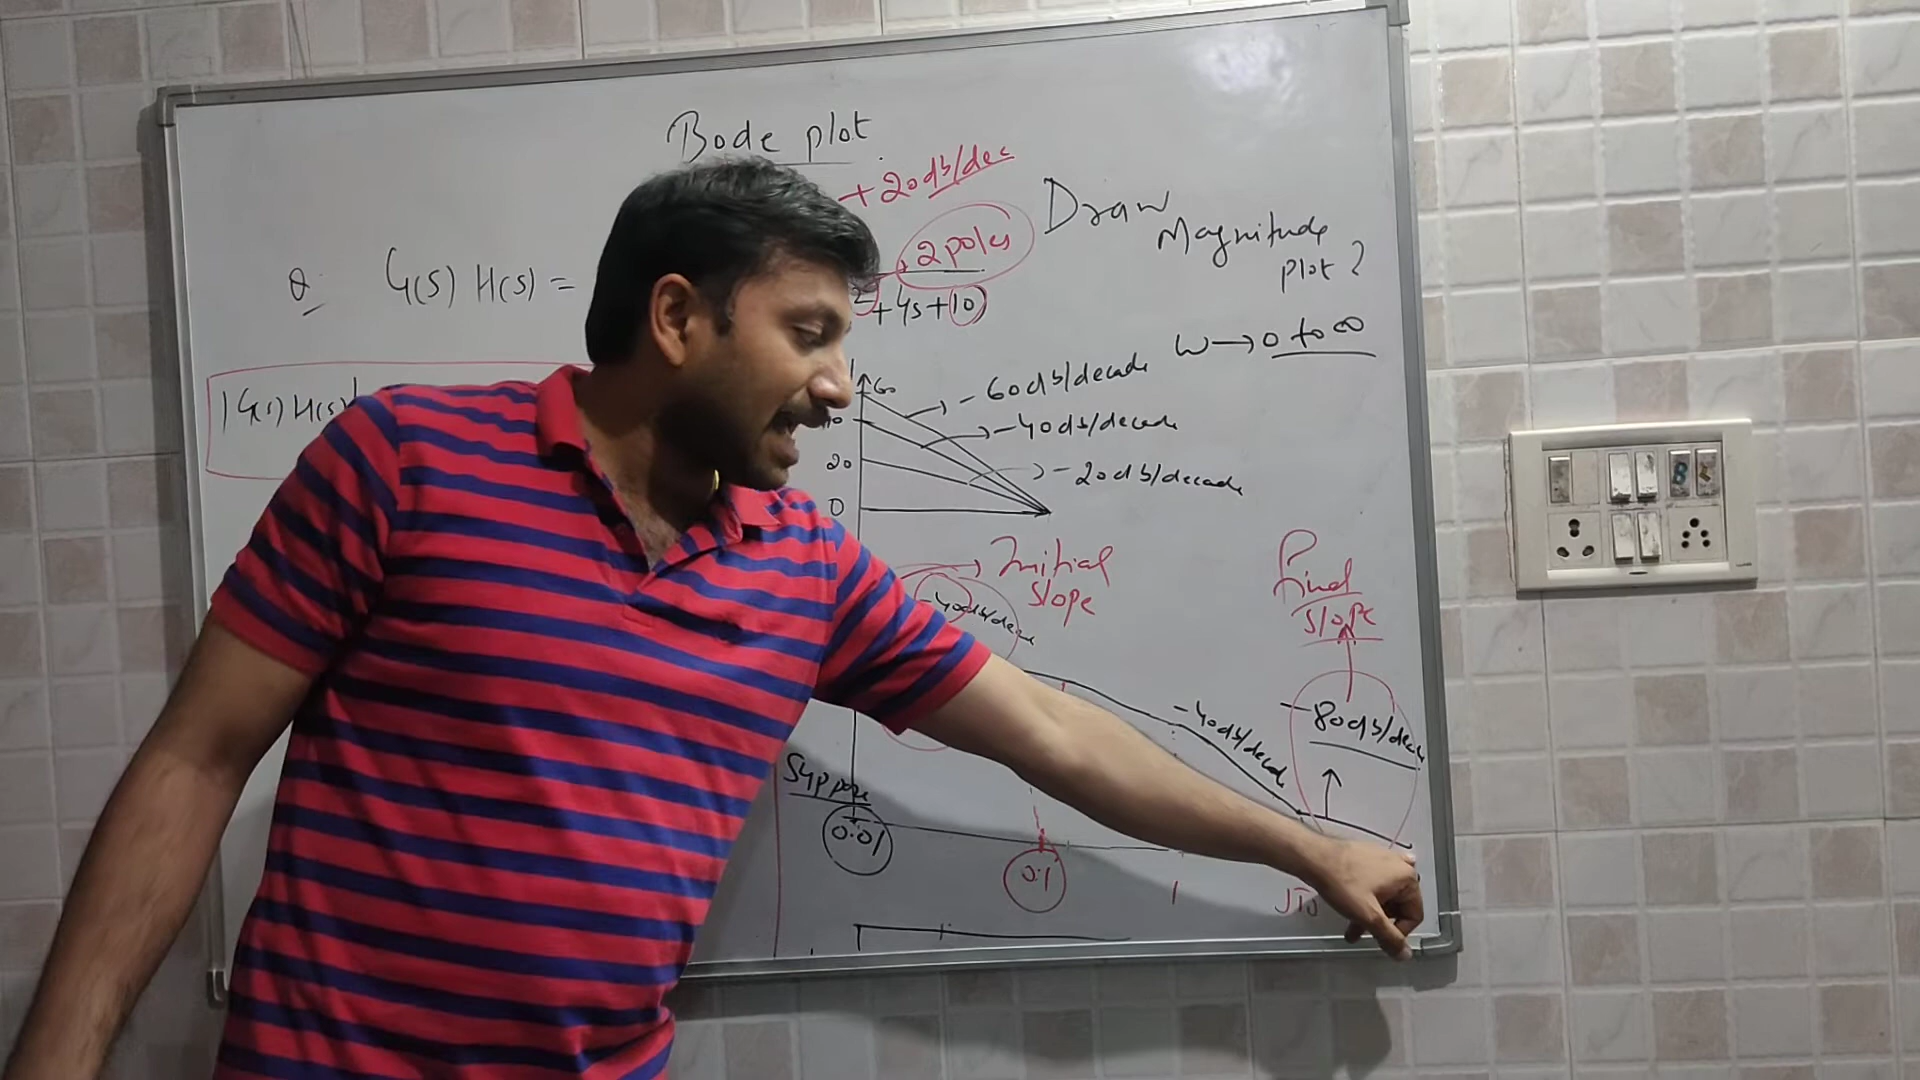 Bode plot
+ 20db/dec
2 poles
Draw
Magnitude
plot ?
Q. G(s) H(s) =
2+4s+10)
W → 0 to ∞
|G(s) H(s)|
60
→ -60db/decade
→ -40db/decade
20
→ -20db/decade
0
→ Initial
slope
-40db/decade
Final
slope
-40db/decade
-80db/decade
Suppose
0.01
0.1
1
√10